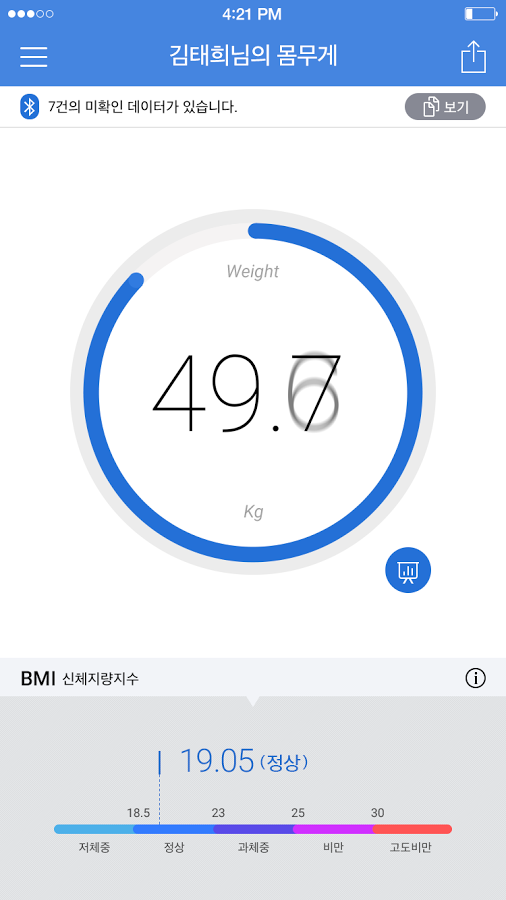 4:21 PM
김태희님의 몸무게
7건의 미확인 데이터가 있습니다.
보기
Weight
49.7
Kg
BMI 신체지량지수
19.05 (정상)
18.5 23 25 30
저체중 정상 과체중 비만 고도비만